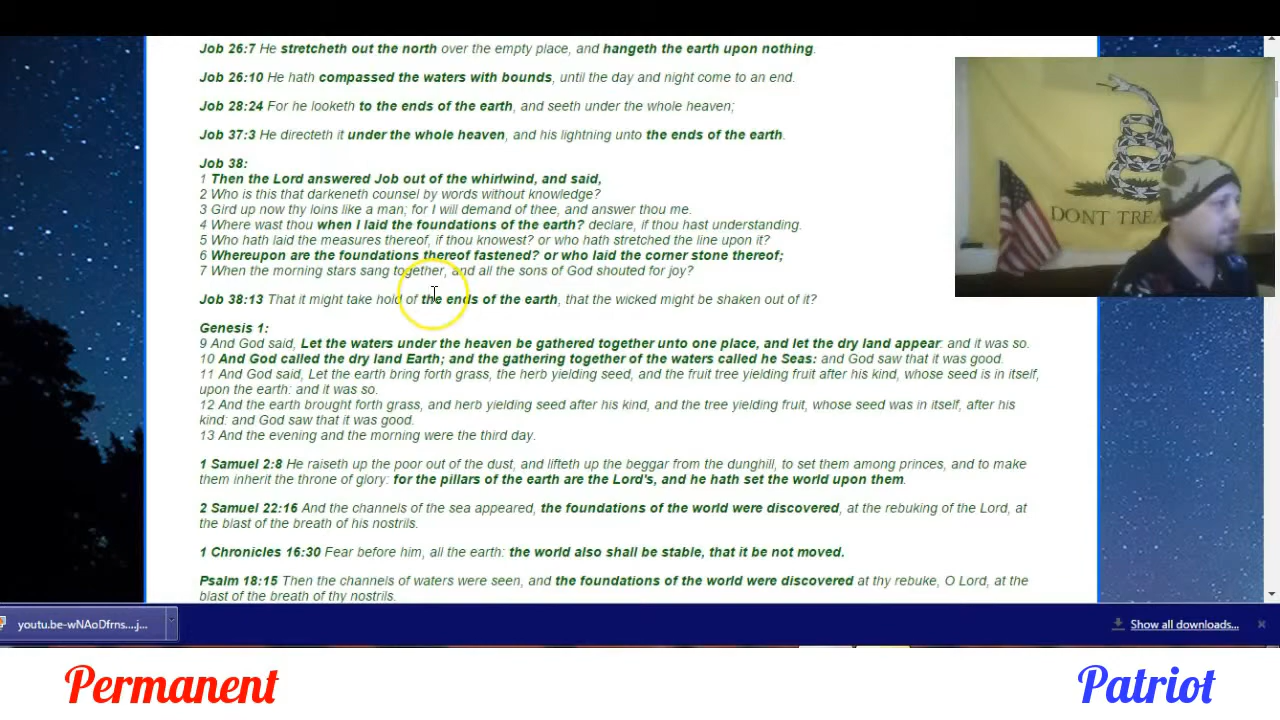 Job 26:7 He stretcheth out the north over the empty place, and hangeth the earth upon nothing.
Job 26:10 He hath compassed the waters with bounds, until the day and night come to an end.
Job 28:24 For he looketh to the ends of the earth, and seeth under the whole heaven;
Job 37:3 He directeth it under the whole heaven, and his lightning unto the ends of the earth.
Job 38:
1 Then the Lord answered Job out of the whirlwind, and said,
2 Who is this that darkeneth counsel by words without knowledge?
3 Gird up now thy loins like a man; for I will demand of thee, and answer thou me.
4 Where wast thou when I laid the foundations of the earth? declare, if thou hast understanding.
5 Who hath laid the measures thereof, if thou knowest? or who hath stretched the line upon it?
6 Whereupon are the foundations thereof fastened? or who laid the corner stone thereof;
7 When the morning stars sang together, and all the sons of God shouted for joy?
Job 38:13 That it might take hold of the ends of the earth, that the wicked might be shaken out of it?
Genesis 1:
9 And God said, Let the waters under the heaven be gathered together unto one place, and let the dry land appear: and it was so.
10 And God called the dry land Earth; and the gathering together of the waters called he Seas: and God saw that it was good.
11 And God said, Let the earth bring forth grass, the herb yielding seed, and the fruit tree yielding fruit after his kind, whose seed is in itself,
upon the earth: and it was so.
12 And the earth brought forth grass, and herb yielding seed after his kind, and the tree yielding fruit, whose seed was in itself, after his
kind: and God saw that it was good.
13 And the evening and the morning were the third day.
1 Samuel 2:8 He raiseth up the poor out of the dust, and lifteth up the beggar from the dunghill, to set them among princes, and to make
them inherit the throne of glory: for the pillars of the earth are the Lord's, and he hath set the world upon them.
2 Samuel 22:16 And the channels of the sea appeared, the foundations of the world were discovered, at the rebuking of the Lord, at
the blast of the breath of his nostrils.
1 Chronicles 16:30 Fear before him, all the earth: the world also shall be stable, that it be not moved.
Psalm 18:15 Then the channels of waters were seen, and the foundations of the world were discovered at thy rebuke, O Lord, at the
blast of the breath of thy nostrils.
DONT TREA
youtu.be-wNAoDfrns....j...
Show all downloads...
Permanent
Patriot